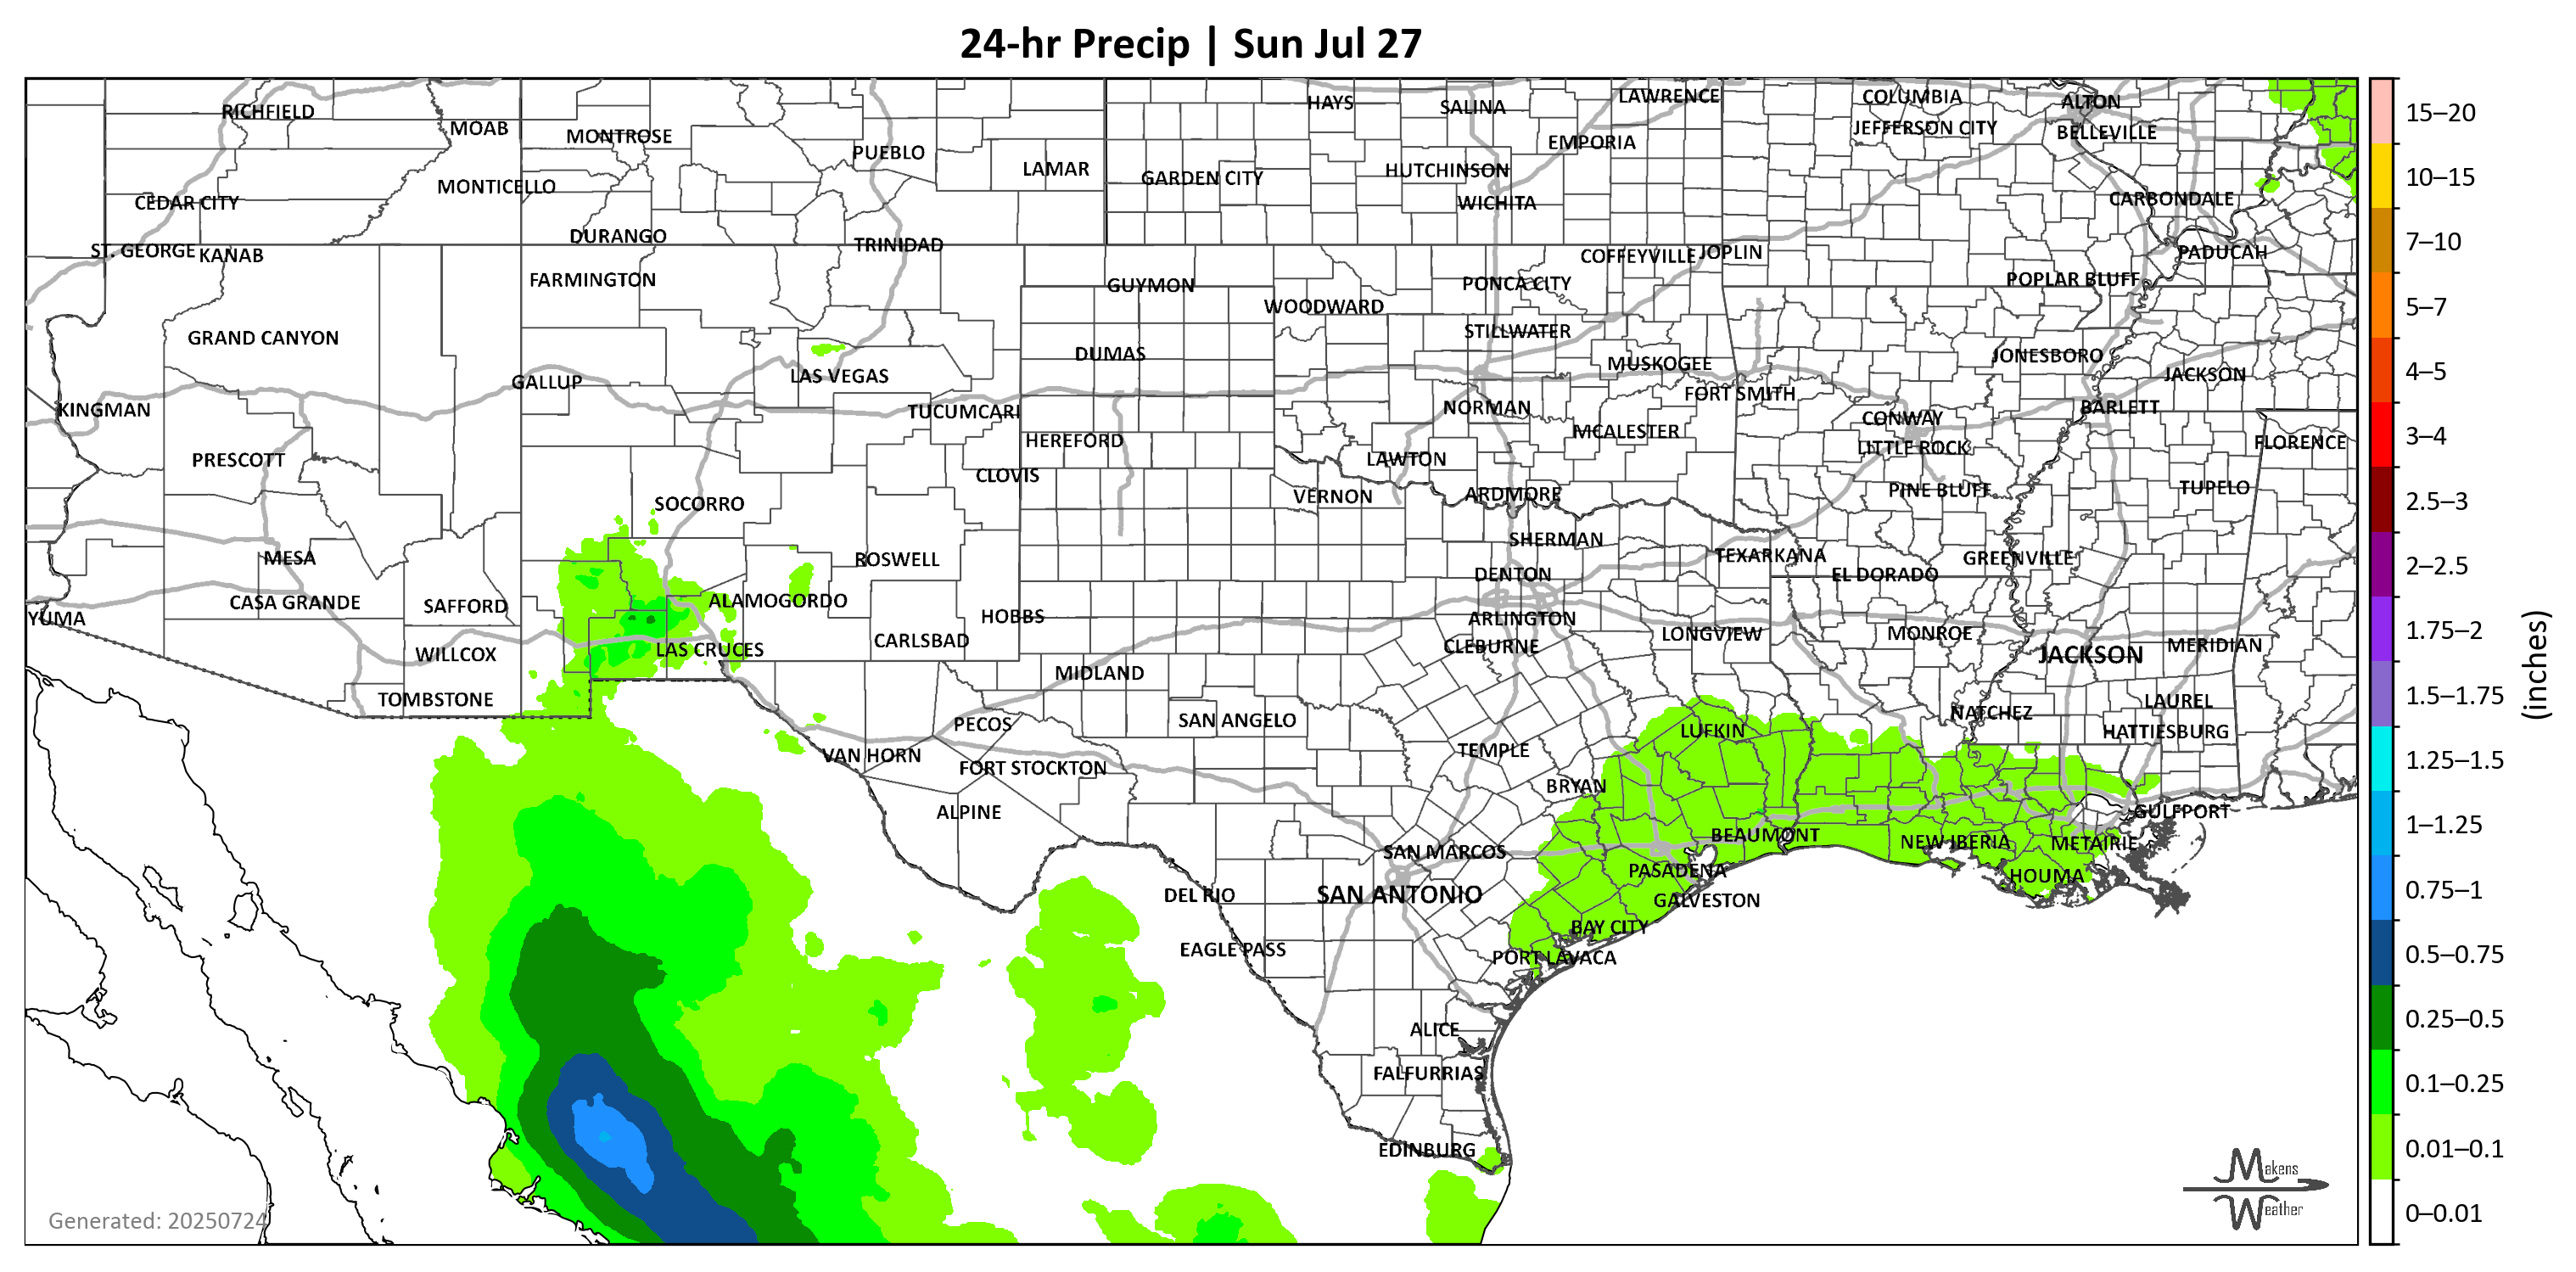 24-hr Precip | Sun Jul 27
RICHFIELD
MOAB
MONTROSE
PUEBLO
LAMAR
HAYS
SALINA
LAWRENCE
COLUMBIA
ALTON
JEFFERSON CITY
BELLEVILLE
EMPORIA
GARDEN CITY
HUTCHINSON
WICHITA
MONTICELLO
CEDAR CITY
CARBONDALE
DURANGO
TRINIDAD
ST. GEORGE
KANAB
COFFEYVILLE
JOPLIN
PADUCAH
FARMINGTON
GUYMON
PONCA CITY
POPLAR BLUFF
WOODWARD
GRAND CANYON
STILLWATER
DUMAS
JONESBORO
MUSKOGEE
LAS VEGAS
JACKSON
GALLUP
FORT SMITH
KINGMAN
TUCUMCARI
NORMAN
BARLETT
CONWAY
MCALESTER
HEREFORD
LITTLE ROCK
FLORENCE
PRESCOTT
LAWTON
CLOVIS
PINE BLUFF
TUPELO
SOCORRO
VERNON
ARDMORE
SHERMAN
MESA
ROSWELL
TEXARKANA
GREENVILLE
DENTON
EL DORADO
CASA GRANDE
SAFFORD
ALAMOGORDO
HOBBS
ARLINGTON
YUMA
LONGVIEW
MONROE
CARLSBAD
CLEBURNE
MERIDIAN
WILLCOX
LAS CRUCES
JACKSON
MIDLAND
TOMBSTONE
LAUREL
NATCHEZ
PECOS
SAN ANGELO
LUFKIN
HATTIESBURG
VAN HORN
TEMPLE
FORT STOCKTON
BRYAN
ALPINE
GULFPORT
BEAUMONT
NEW IBERIA
METAIRIE
SAN MARCOS
PASADENA
HOUMA
DEL RIO
SAN ANTONIO
GALVESTON
BAY CITY
EAGLE PASS
PORT LAVACA
ALICE
FALFURRIAS
EDINBURG
Generated: 20250724
Makens
Weather
15–20
10–15
7–10
5–7
4–5
3–4
2.5–3
2–2.5
1.75–2
1.5–1.75
1.25–1.5
1–1.25
0.75–1
0.5–0.75
0.25–0.5
0.1–0.25
0.01–0.1
0–0.01
(inches)